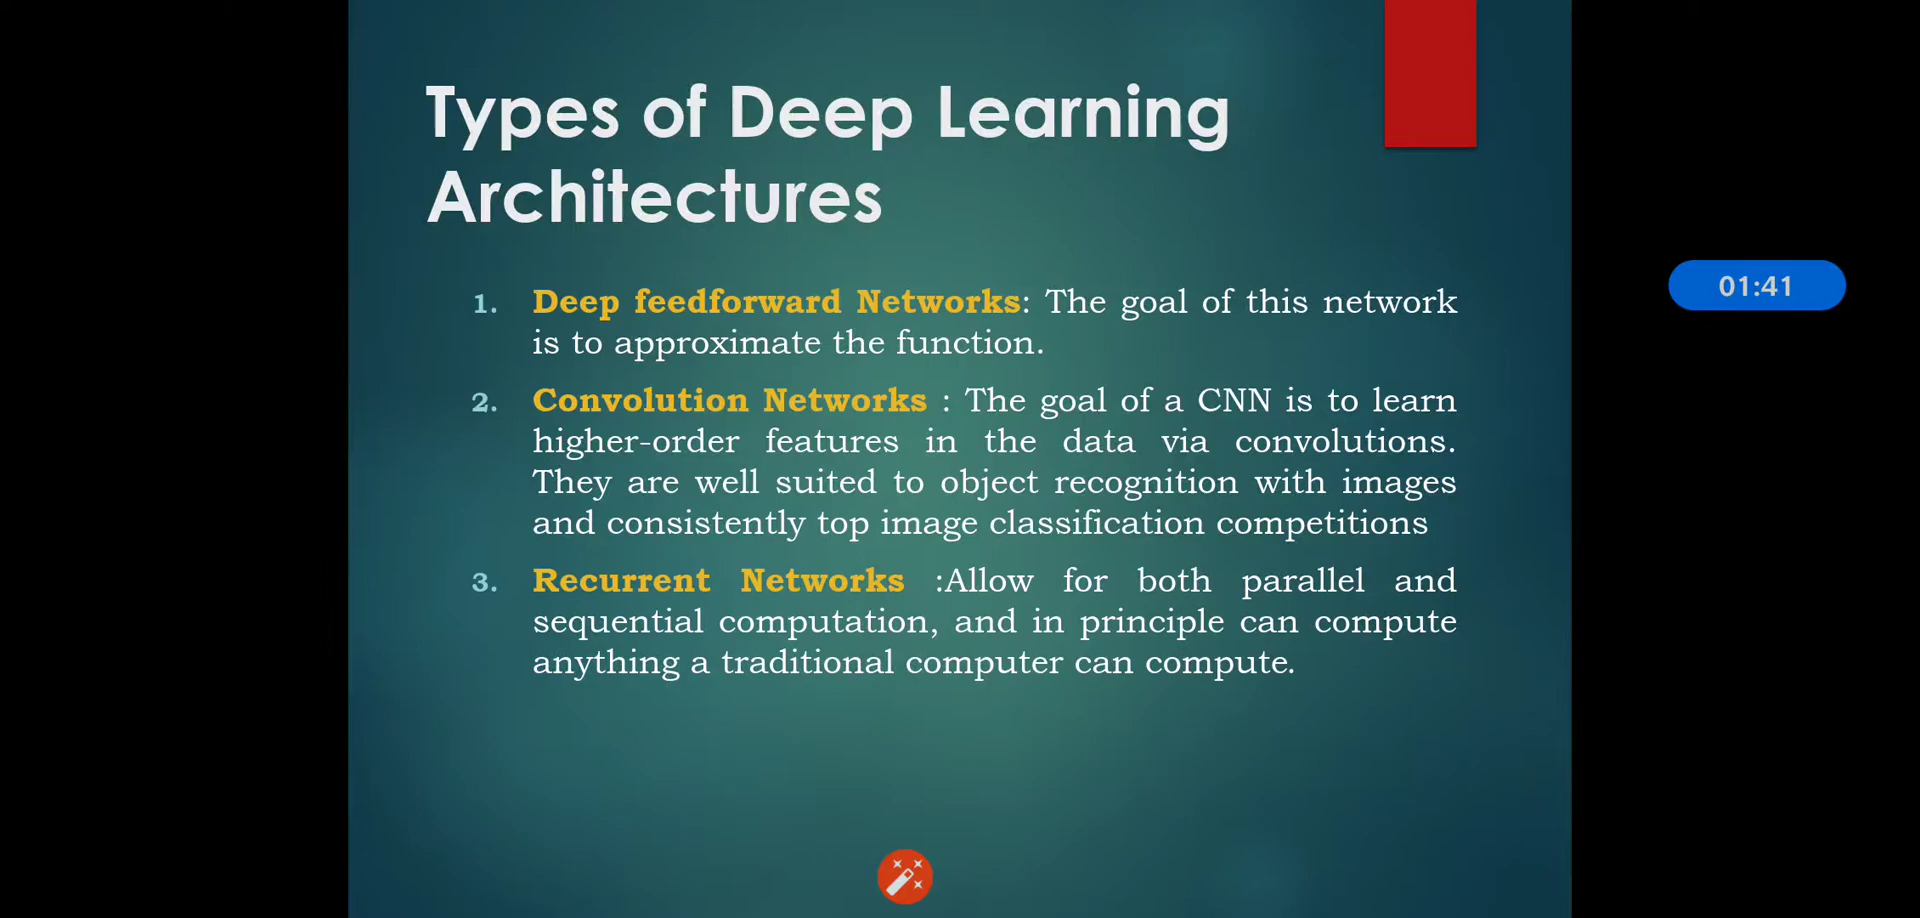 Types of Deep Learning
Architectures
01:41
1. Deep feedforward Networks: The goal of this network
is to approximate the function.
2. Convolution Networks : The goal of a CNN is to learn
higher-order features in the data via convolutions.
They are well suited to object recognition with images
and consistently top image classification competitions
3. Recurrent Networks :Allow for both parallel and
sequential computation, and in principle can compute
anything a traditional computer can compute.